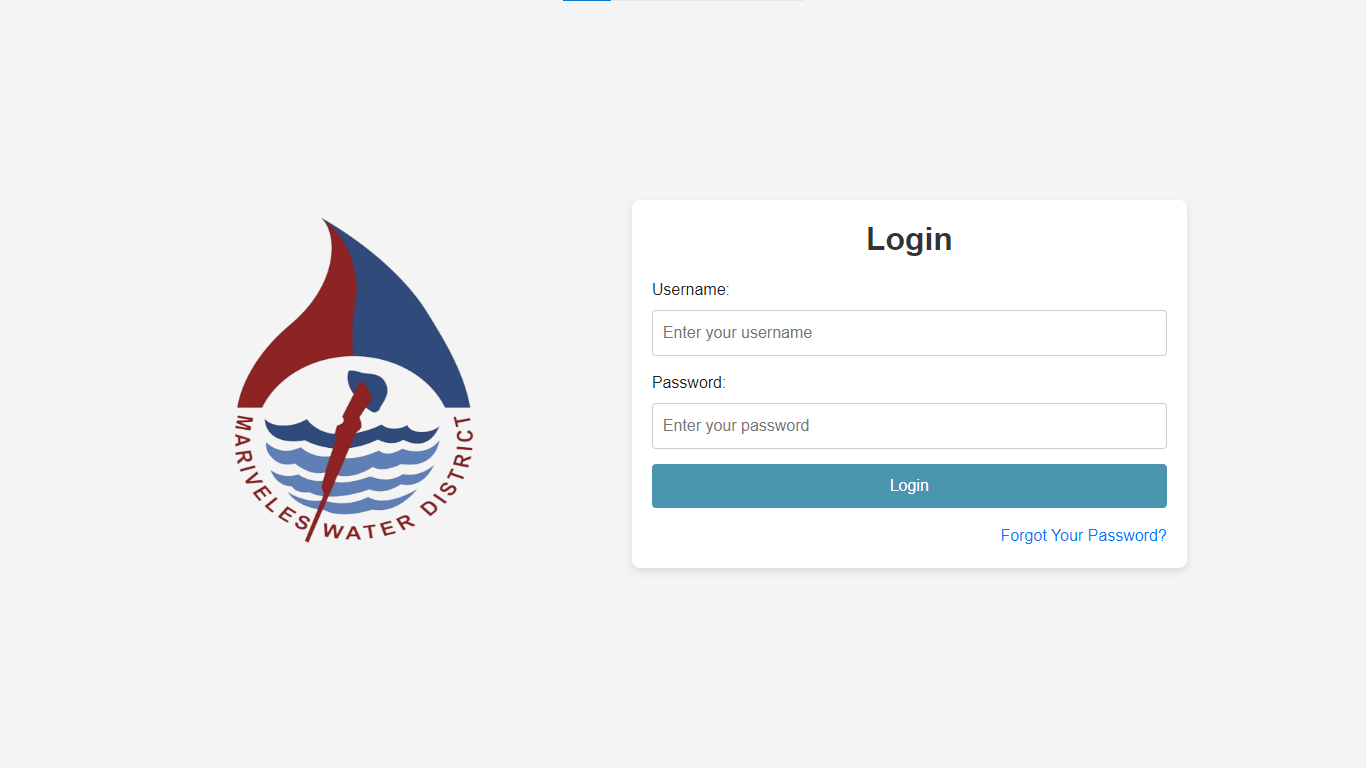 MARIVELES WATER DISTRICT
Login
Username:
Enter your username
Password:
Enter your password
Login
Forgot Your Password?